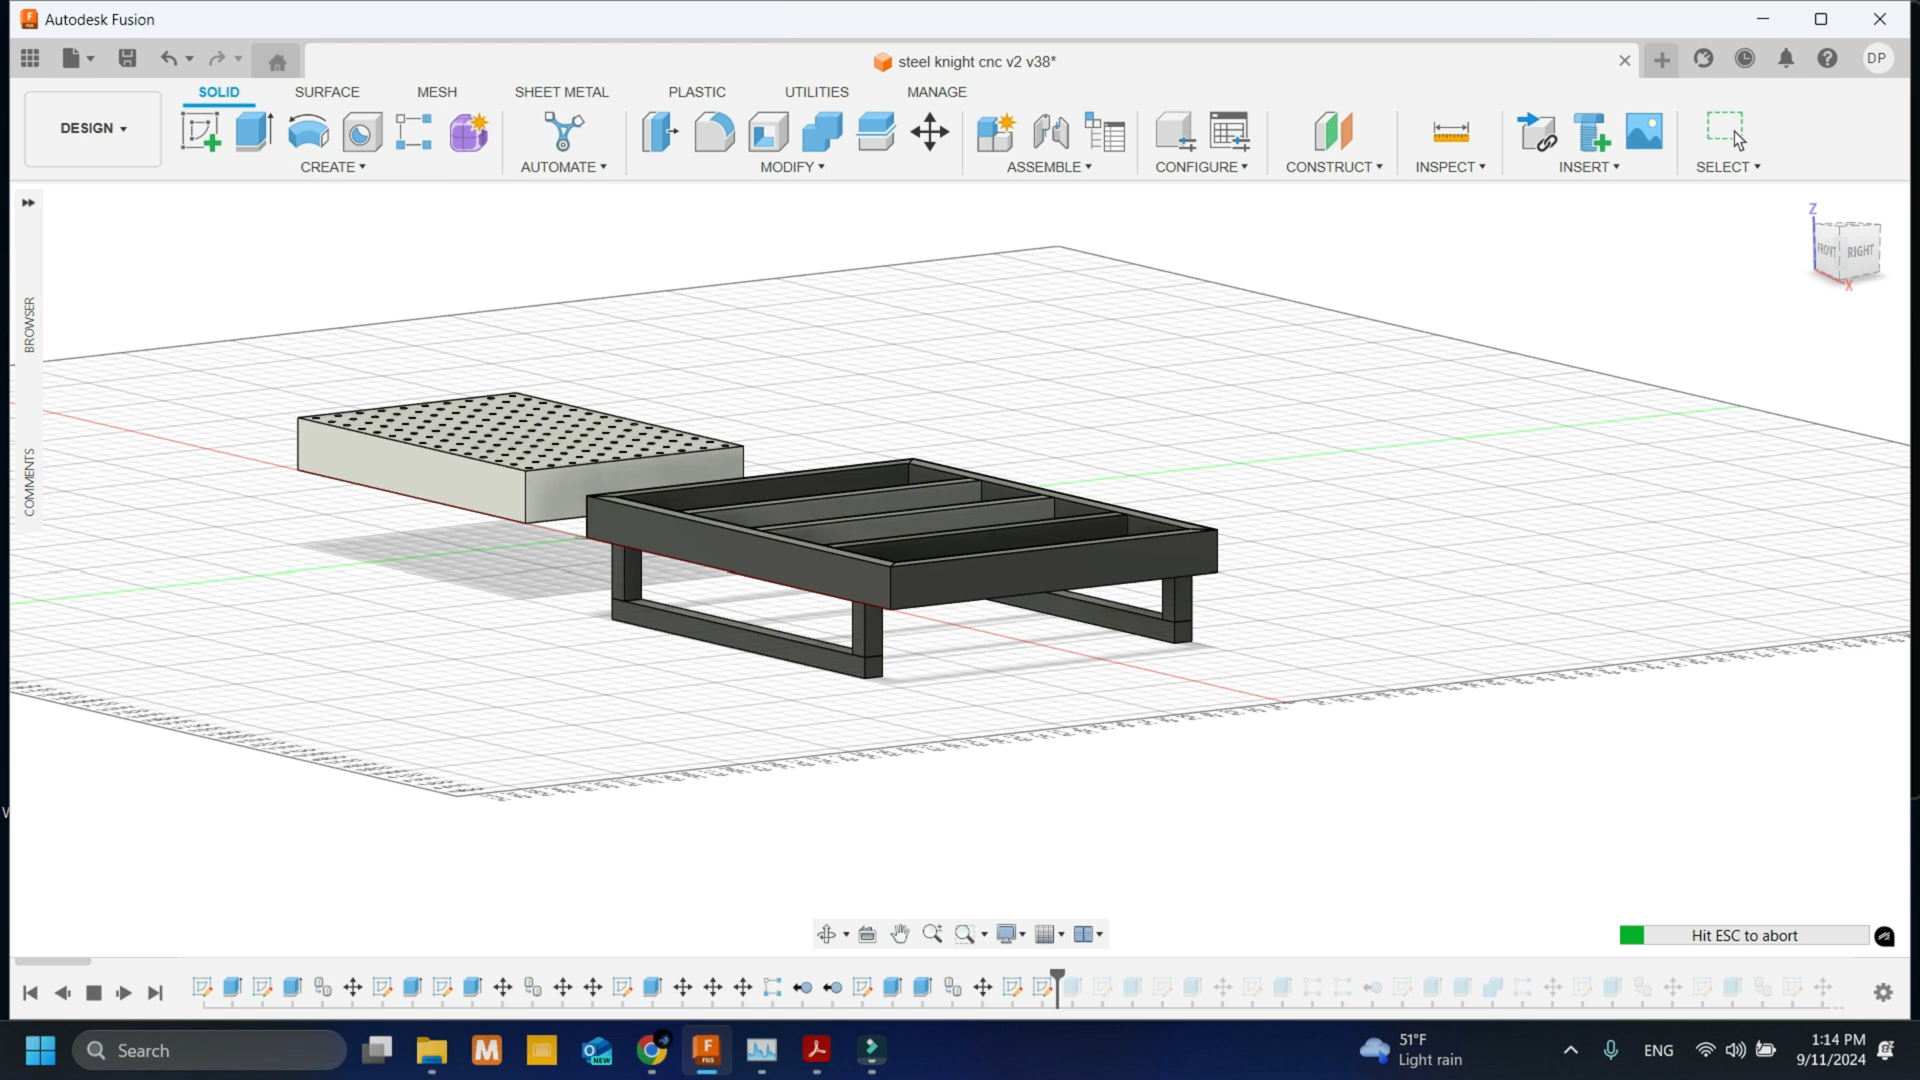 Autodesk Fusion
steel knight cnc v2 v38*
DP
SOLID SURFACE MESH SHEET METAL PLASTIC UTILITIES MANAGE
DESIGN
CREATE AUTOMATE MODIFY ASSEMBLE CONFIGURE CONSTRUCT INSPECT INSERT SELECT
Z
FRONT RIGHT
X
BROWSER
COMMENTS
Hit ESC to abort
Search
M
NEW
F
FUS
51°F
Light rain
ENG
1:14 PM
9/11/2024